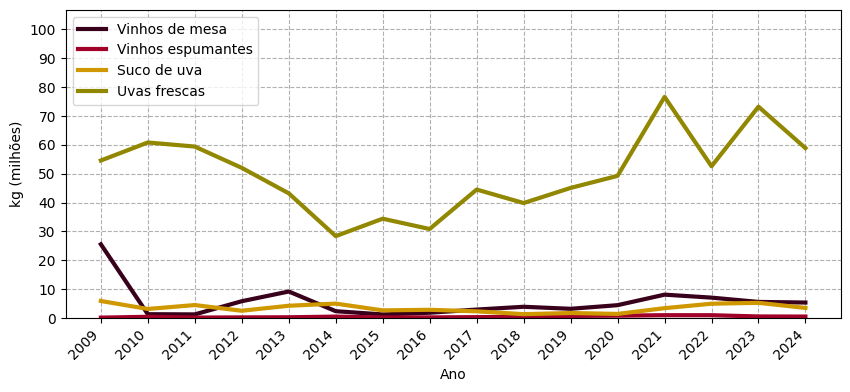 Vinhos de mesa
Vinhos espumantes
Suco de uva
Uvas frescas
kg (milhões)
100
90
80
70
60
50
40
30
20
10
0
2009 2010 2011 2012 2013 2014 2015 2016 2017 2018 2019 2020 2021 2022 2023 2024
Ano